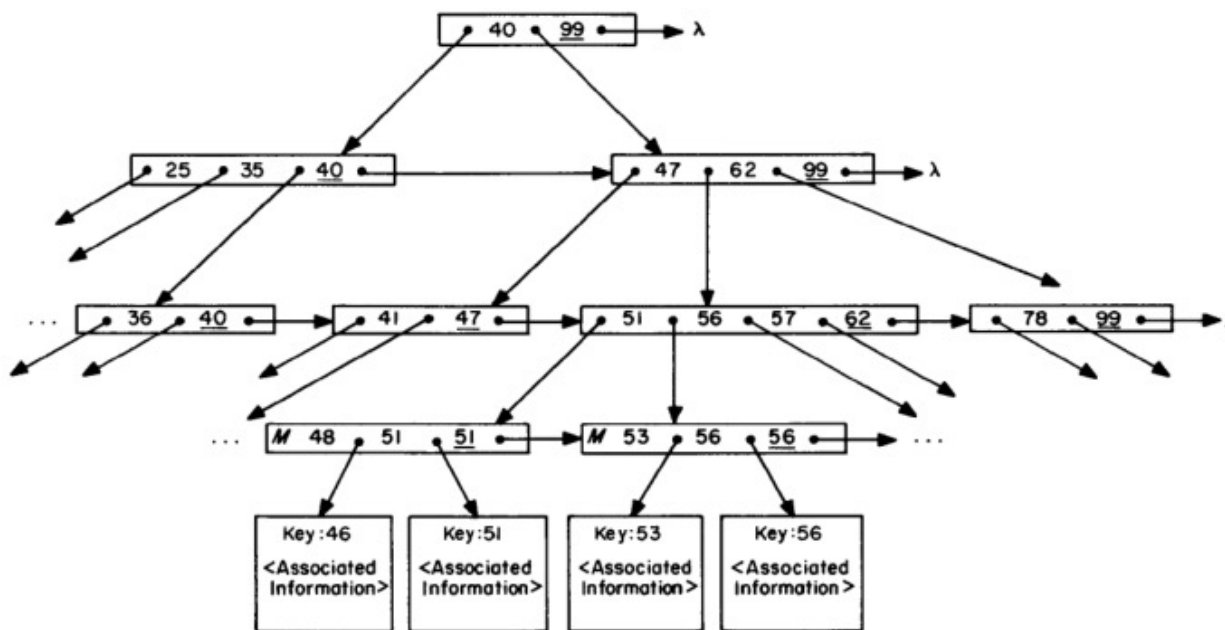 40 99 λ
25 35 40 47 62 99 λ
... 36 40 41 47 51 56 57 62 78 99
... M 48 51 51 M 53 56 56 ...
Key:46 Key:51 Key:53 Key:56
<Associated <Associated <Associated <Associated
Information> Information> Information> Information>